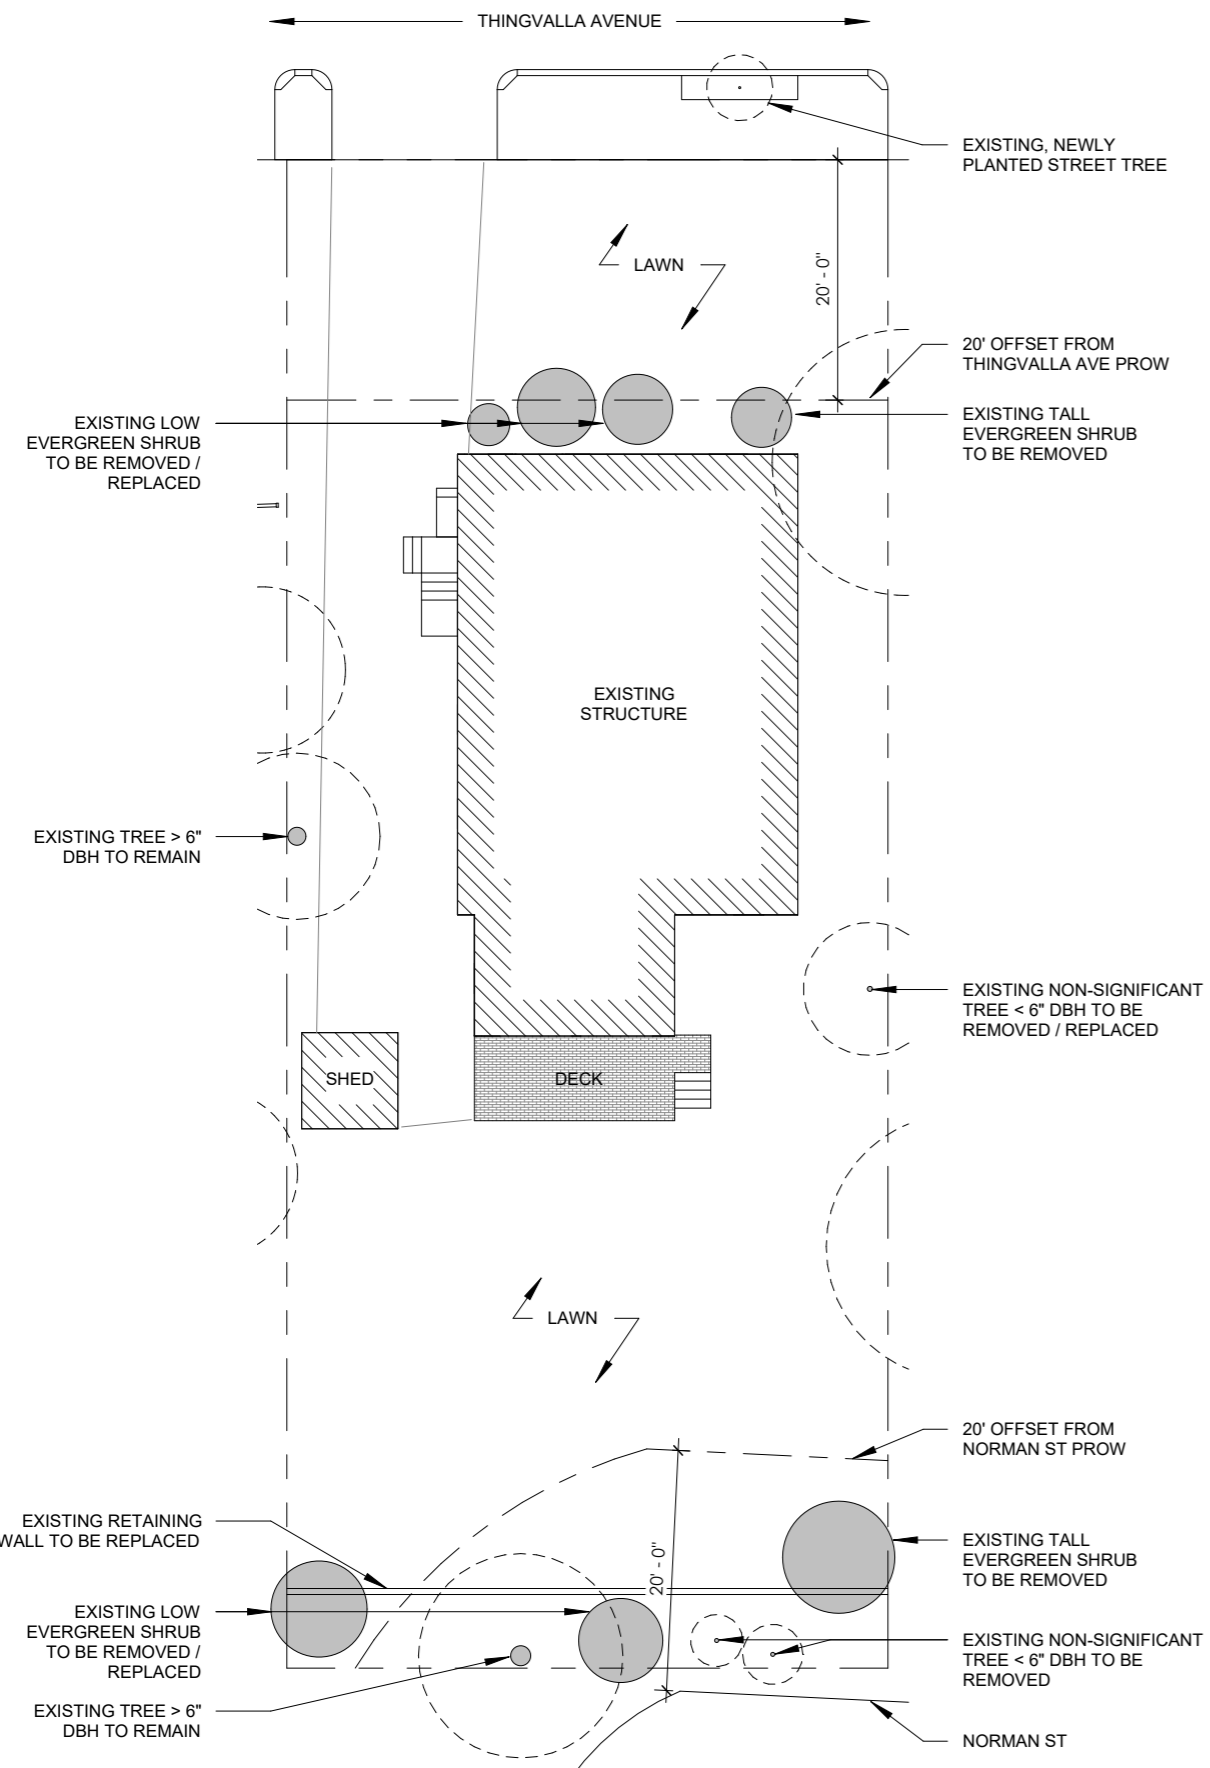 THINGVALLA AVENUE
EXISTING, NEWLY
PLANTED STREET TREE
LAWN
20' - 0"
20' OFFSET FROM
THINGVALLA AVE PROW
EXISTING LOW
EVERGREEN SHRUB
TO BE REMOVED /
REPLACED
EXISTING TALL
EVERGREEN SHRUB
TO BE REMOVED
EXISTING
STRUCTURE
EXISTING TREE > 6"
DBH TO REMAIN
EXISTING NON-SIGNIFICANT
TREE < 6" DBH TO BE
REMOVED / REPLACED
SHED
DECK
LAWN
20' OFFSET FROM
NORMAN ST PROW
EXISTING RETAINING
WALL TO BE REPLACED
20' - 0"
EXISTING TALL
EVERGREEN SHRUB
TO BE REMOVED
EXISTING LOW
EVERGREEN SHRUB
TO BE REMOVED /
REPLACED
EXISTING NON-SIGNIFICANT
TREE < 6" DBH TO BE
REMOVED
EXISTING TREE > 6"
DBH TO REMAIN
NORMAN ST